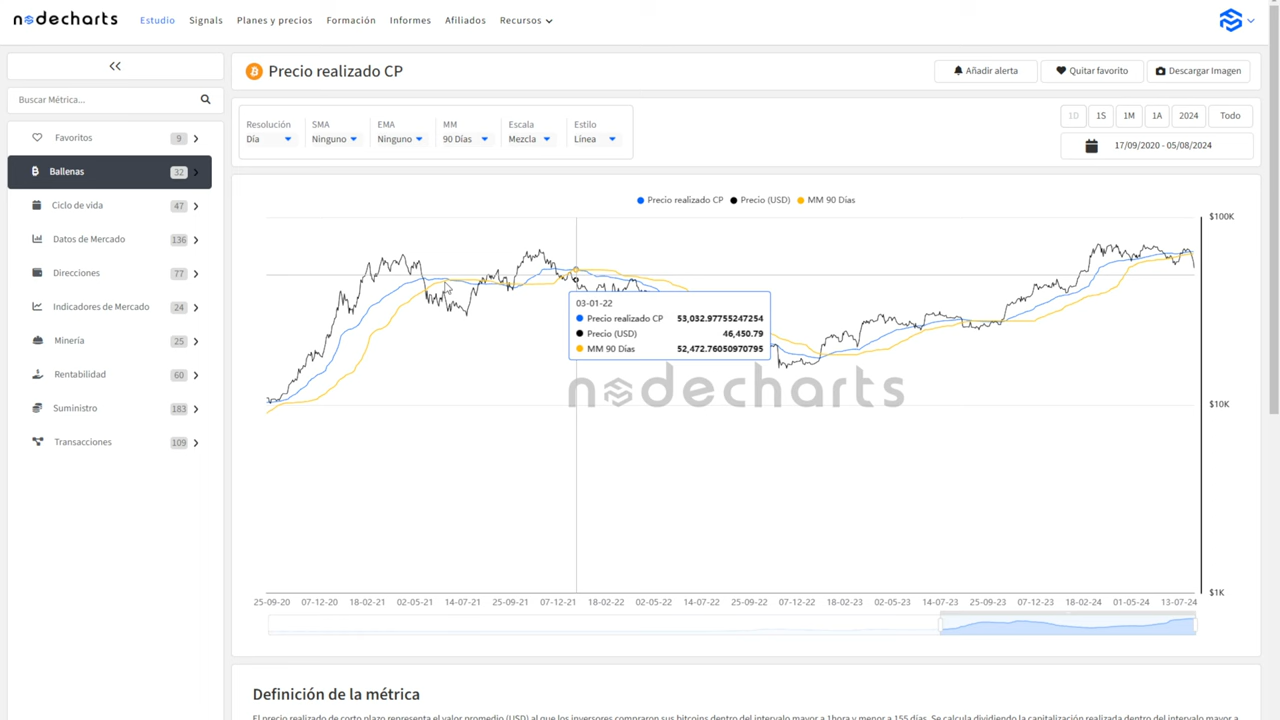 nodecharts
Estudio Signals Planes y precios Formación Informes Afiliados Recursos
Precio realizado CP
Añadir alerta Quitar favorito Descargar Imagen
Buscar Métrica...
Favoritos 9
Ballenas 32
Ciclo de vida 47
Datos de Mercado 136
Direcciones 77
Indicadores de Mercado 24
Minería 25
Rentabilidad 60
Suministro 183
Transacciones 109
Resolución SMA EMA MM Escala Estilo
Día Ninguno Ninguno 90 Días Mezcla Línea
1D 1S 1M 1A 2024 Todo
17/09/2020 - 05/08/2024
Precio realizado CP Precio (USD) MM 90 Días
$100K
03-01-22
Precio realizado CP 53,032.97755247254
Precio (USD) 46,450.79
MM 90 Días 52,472.76050970795
nodecharts
$10K
$1K
25-09-20 07-12-20 18-02-21 02-05-21 14-07-21 25-09-21 07-12-21 18-02-22 02-05-22 14-07-22 25-09-22 07-12-22 18-02-23 02-05-23 14-07-23 25-09-23 07-12-23 18-02-24 01-05-24 13-07-24
Definición de la métrica
El precio realizado de corto plazo representa el valor promedio (USD) al que los inversores compraron sus bitcoins dentro del intervalo mayor a 1hora y menor a 155 días. Se calcula dividiendo la capitalización realizada dentro del intervalo mayor a